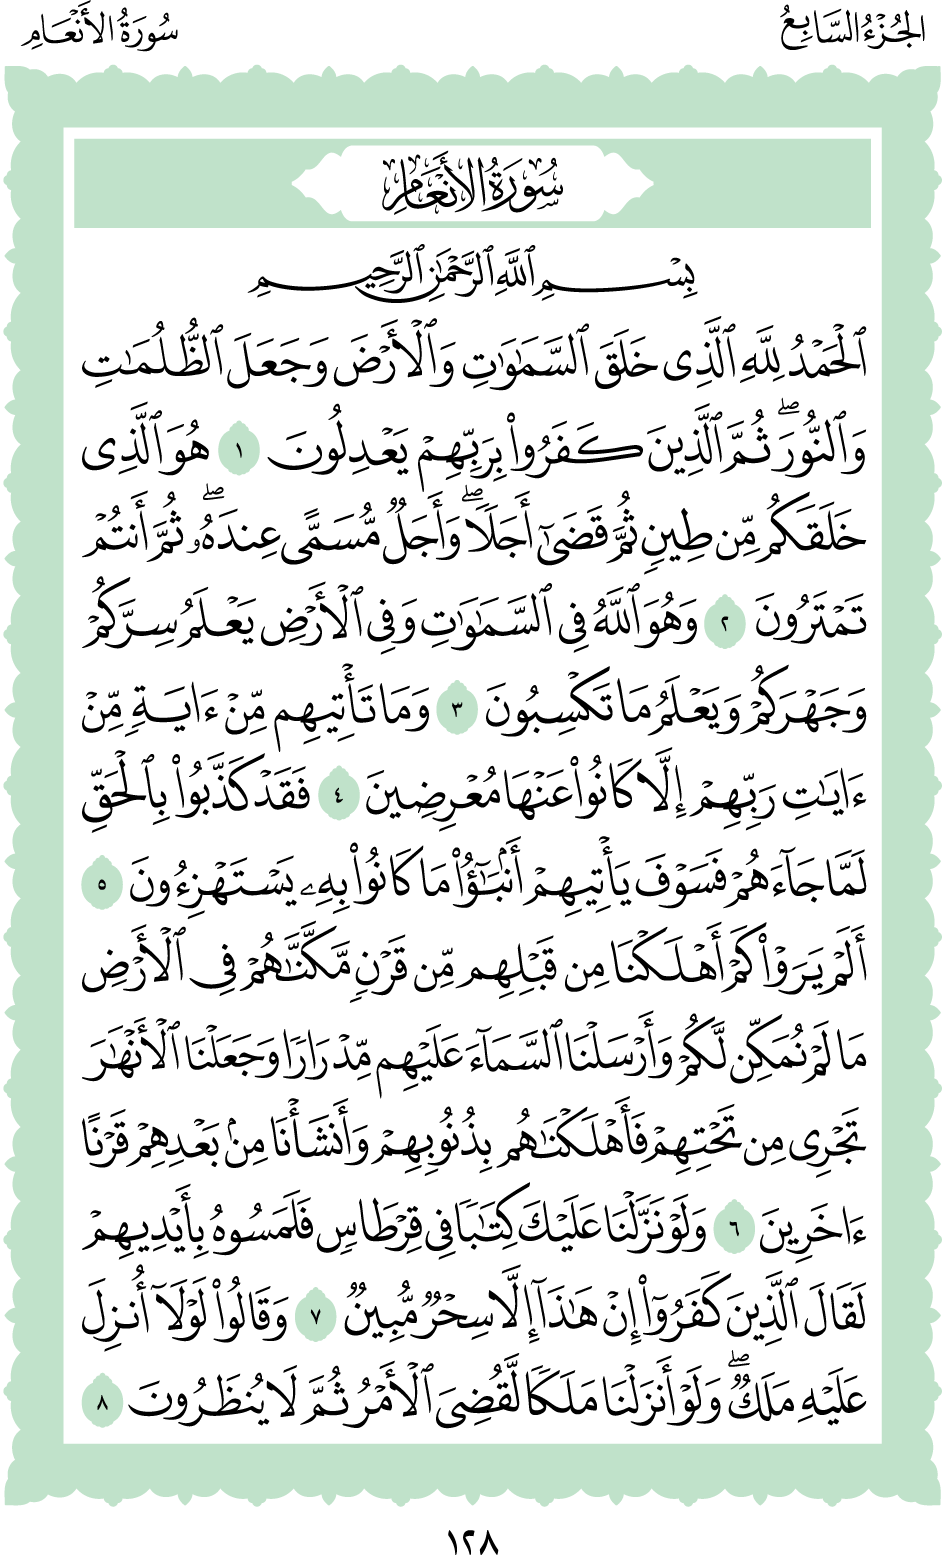 الجُزْءُ السَّابِعُ
سُورَةُ الأَنْعَامِ
سُورَةُ الأَنْعَامِ
بِسْمِ ٱللَّهِ ٱلرَّحْمَٰنِ ٱلرَّحِيمِ
ٱلْحَمْدُ لِلَّهِ ٱلَّذِى خَلَقَ ٱلسَّمَٰوَٰتِ وَٱلْأَرْضَ وَجَعَلَ ٱلظُّلُمَٰتِ
وَٱلنُّورَۖ ثُمَّ ٱلَّذِينَ كَفَرُوا۟ بِرَبِّهِمْ يَعْدِلُونَ ١ هُوَ ٱلَّذِى
خَلَقَكُم مِّن طِينٍ ثُمَّ قَضَىٰٓ أَجَلًاۖ وَأَجَلٌ مُّسَمًّى عِندَهُۥۖ ثُمَّ أَنتُمْ
تَمْتَرُونَ ٢ وَهُوَ ٱللَّهُ فِى ٱلسَّمَٰوَٰتِ وَفِى ٱلْأَرْضِ يَعْلَمُ سِرَّكُمْ
وَجَهْرَكُمْ وَيَعْلَمُ مَا تَكْسِبُونَ ٣ وَمَا تَأْتِيهِم مِّنْ ءَايَةٍ مِّنْ
ءَايَٰتِ رَبِّهِمْ إِلَّا كَانُوا۟ عَنْهَا مُعْرِضِينَ ٤ فَقَدْ كَذَّبُوا۟ بِٱلْحَقِّ
لَمَّا جَآءَهُمْ فَسَوْفَ يَأْتِيهِمْ أَنۢبَٰٓؤُا۟ مَا كَانُوا۟ بِهِۦ يَسْتَهْزِءُونَ ٥
أَلَمْ يَرَوْا۟ كَمْ أَهْلَكْنَا مِن قَبْلِهِم مِّن قَرْنٍ مَّكَّنَّٰهُمْ فِى ٱلْأَرْضِ
مَا لَمْ نُمَكِّن لَّكُمْ وَأَرْسَلْنَا ٱلسَّمَآءَ عَلَيْهِم مِّدْرَارًا وَجَعَلْنَا ٱلْأَنْهَٰرَ
تَجْرِى مِن تَحْتِهِمْ فَأَهْلَكْنَٰهُم بِذُنُوبِهِمْ وَأَنشَأْنَا مِنۢ بَعْدِهِمْ قَرْنًا
ءَاخَرِينَ ٦ وَلَوْ نَزَّلْنَا عَلَيْكَ كِتَٰبًا فِى قِرْطَاسٍ فَلَمَسُوهُ بِأَيْدِيهِمْ
لَقَالَ ٱلَّذِينَ كَفَرُوٓا۟ إِنْ هَٰذَآ إِلَّا سِحْرٌ مُّبِينٌ ٧ وَقَالُوا۟ لَوْلَآ أُنزِلَ
عَلَيْهِ مَلَكٌۖ وَلَوْ أَنزَلْنَا مَلَكًا لَّقُضِىَ ٱلْأَمْرُ ثُمَّ لَا يُنظَرُونَ ٨
١٢٨